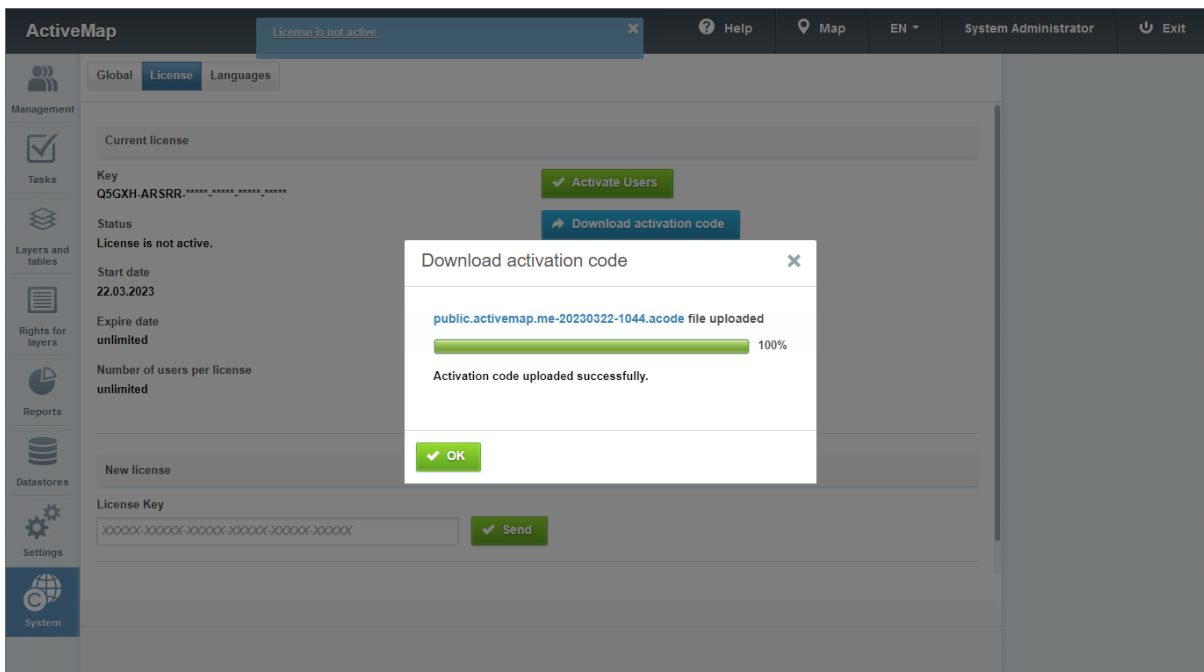 ActiveMap
License is not active.
Help
Map
EN
System Administrator
Exit
Management
Tasks
Layers and
tables
Rights for
layers
Reports
Datastores
Settings
System
Global
License
Languages
Current license
Key
Q5GXH-ARSRR-*****-*****-*****-*****
Activate Users
Status
License is not active.
Download activation code
Start date
22.03.2023
Expire date
unlimited
Number of users per license
unlimited
New license
License Key
XXXXX-XXXXX-XXXXX-XXXXX-XXXXX-XXXXX
Send
Download activation code
public.activemap.me-20230322-1044.acode file uploaded
100%
Activation code uploaded successfully.
OK